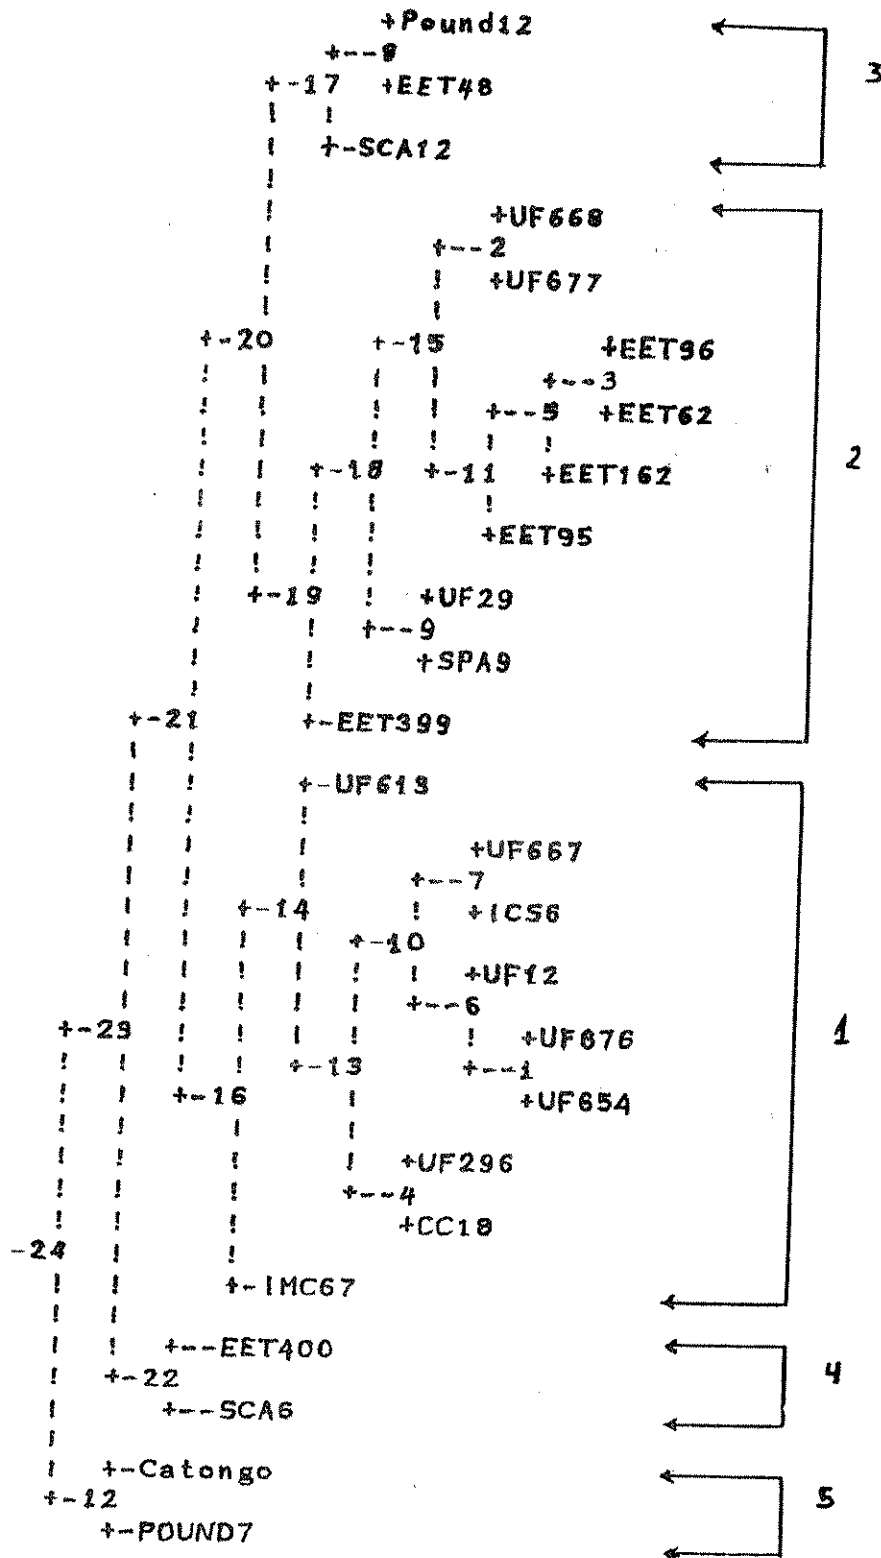 +Pound12
+--8
3
+-17 +EET48
+-SCA12
+UF668
+--2
+UF677
+-20 +-15 +EET96
+--3
+--5 +EET62
2
+-18 +-11 +EET162
+EET95
+-19 +UF29
+--9
+SPA9
+-21 +-EET399
+-UF613
+UF667
+--7
+-14 +ICS6
+-10
+UF12
+--6
+-23 +UF676
1
+-13 +--1
+-16 +UF654
+UF296
+--4
+CC18
-24
+-IMC67
+--EET400
4
+-22
+--SCA6
+-Catongo
5
+-12
+-POUND7